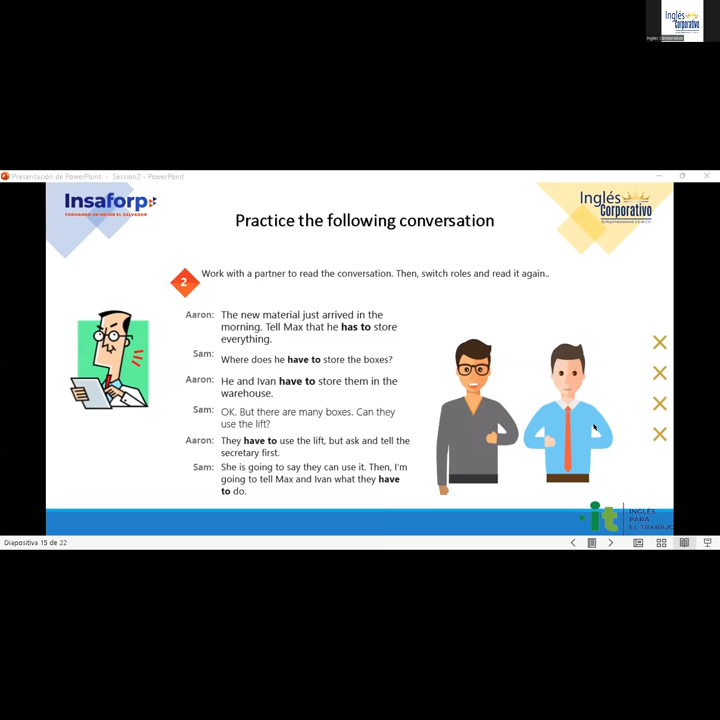 Inglés
Corporativo
Inglés Corporativo
Presentación de PowerPoint - Session2 - PowerPoint
Insaforp
FORMANDO UN MEJOR EL SALVADOR
Inglés
Corporativo
Practice the following conversation
2
Work with a partner to read the conversation. Then, switch roles and read it again..
Aaron: The new material just arrived in the
morning. Tell Max that he has to store
everything.
Sam: Where does he have to store the boxes?
Aaron: He and Ivan have to store them in the
warehouse.
Sam: OK. But there are many boxes. Can they
use the lift?
Aaron: They have to use the lift, but ask and tell the
secretary first.
Sam: She is going to say they can use it. Then, I'm
going to tell Max and Ivan what they have
to do.
it
INGLÉS
PARA
EL TRABAJO
Diapositiva 15 de 22